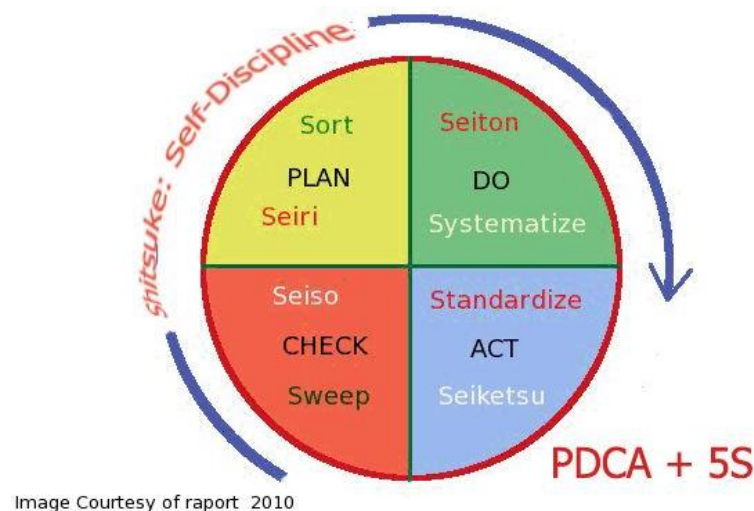 shitsuke: Self-Discipline
Sort
PLAN
Seiri
Seiton
DO
Systematize
Seiso
CHECK
Sweep
Standardize
ACT
Seiketsu
PDCA + 5S
Image Courtesy of raport 2010